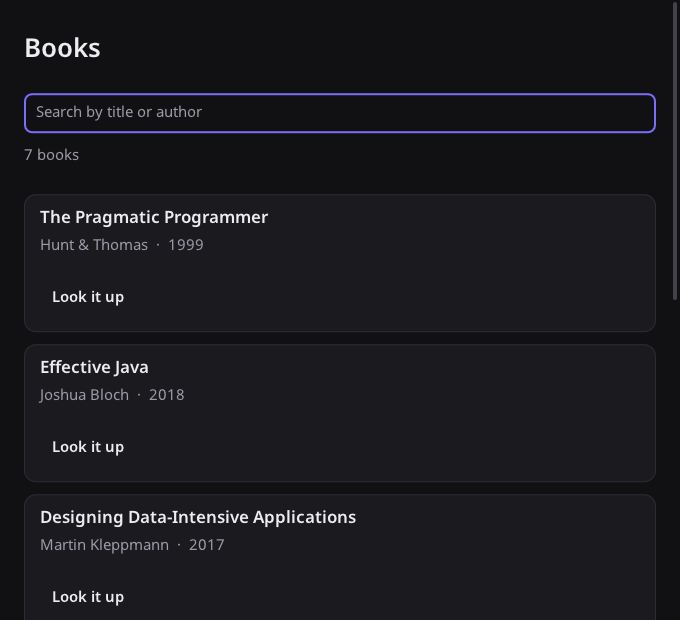 Books
Search by title or author
7 books
The Pragmatic Programmer
Hunt & Thomas · 1999
Look it up
Effective Java
Joshua Bloch · 2018
Look it up
Designing Data-Intensive Applications
Martin Kleppmann · 2017
Look it up